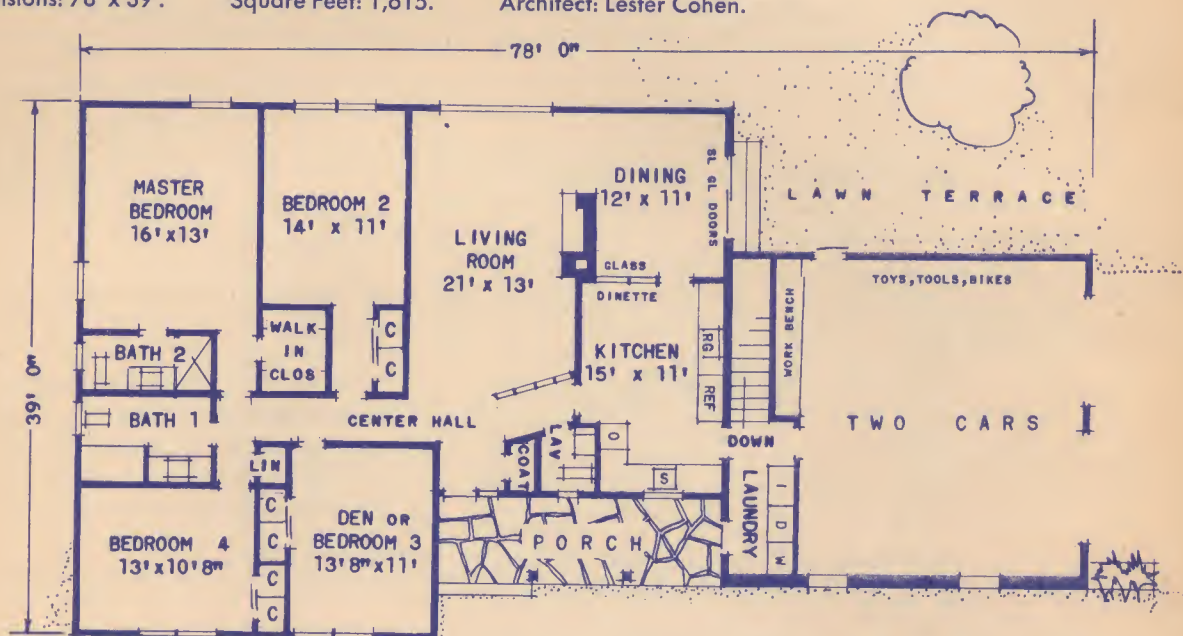 nsions: 78' x 39'. Square Feet: 1,615. Architect: Lester Cohen.
78' 0"
39' 0"
MASTER
BEDROOM
16' x13'
BEDROOM 2
14' x 11'
LIVING
ROOM
21' x 13'
DINING
12' x 11'
SL GL DOORS
LAWN TERRACE
GLASS
DINETTE
TOYS, TOOLS, BIKES
WORK BENCH
KITCHEN
15' x 11'
RG
REF
WALK
IN
CLOS
C
C
BATH 2
BATH 1
CENTER HALL
TWO CARS
DOWN
LAV
COAT
O
S
LIN
LAUNDRY
I
D
W
C
C
C
C
DEN OR
BEDROOM 3
13'8"x11'
BEDROOM 4
13'x10'8"
PORCH